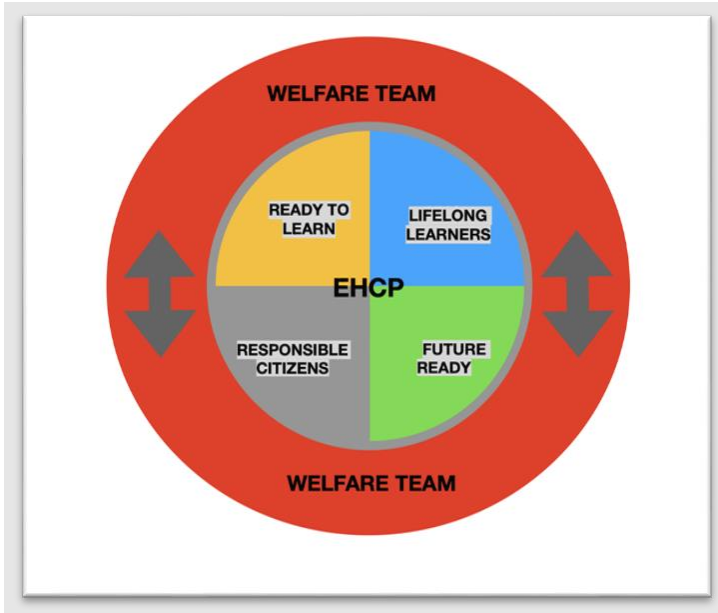 WELFARE TEAM
READY TO
LEARN
LIFELONG
LEARNERS
EHCP
RESPONSIBLE
CITIZENS
FUTURE
READY
WELFARE TEAM